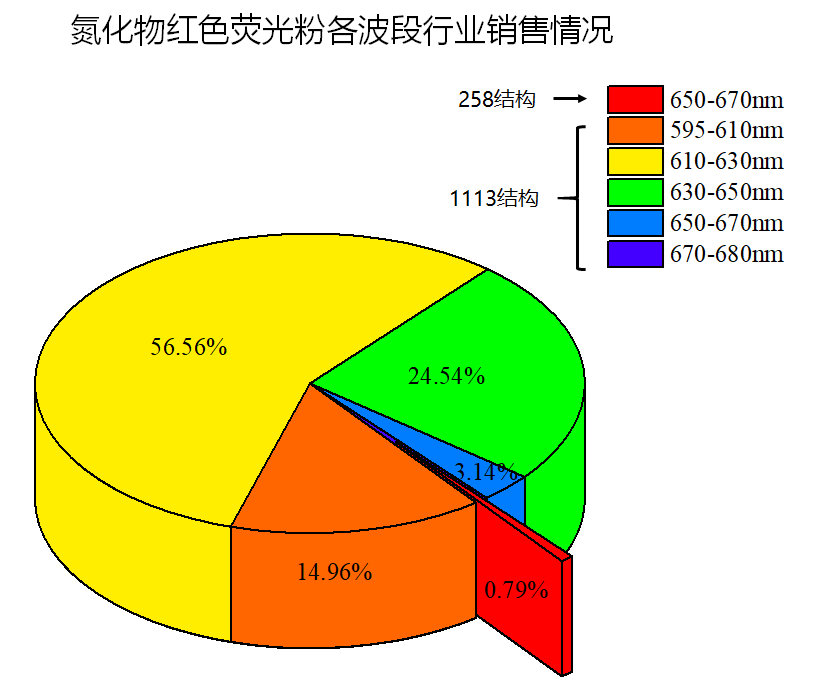 氮化物红色荧光粉各波段行业销售情况
258结构
650-670nm
595-610nm
610-630nm
1113结构
630-650nm
650-670nm
670-680nm
56.56%
24.54%
3.14%
14.96%
0.79%